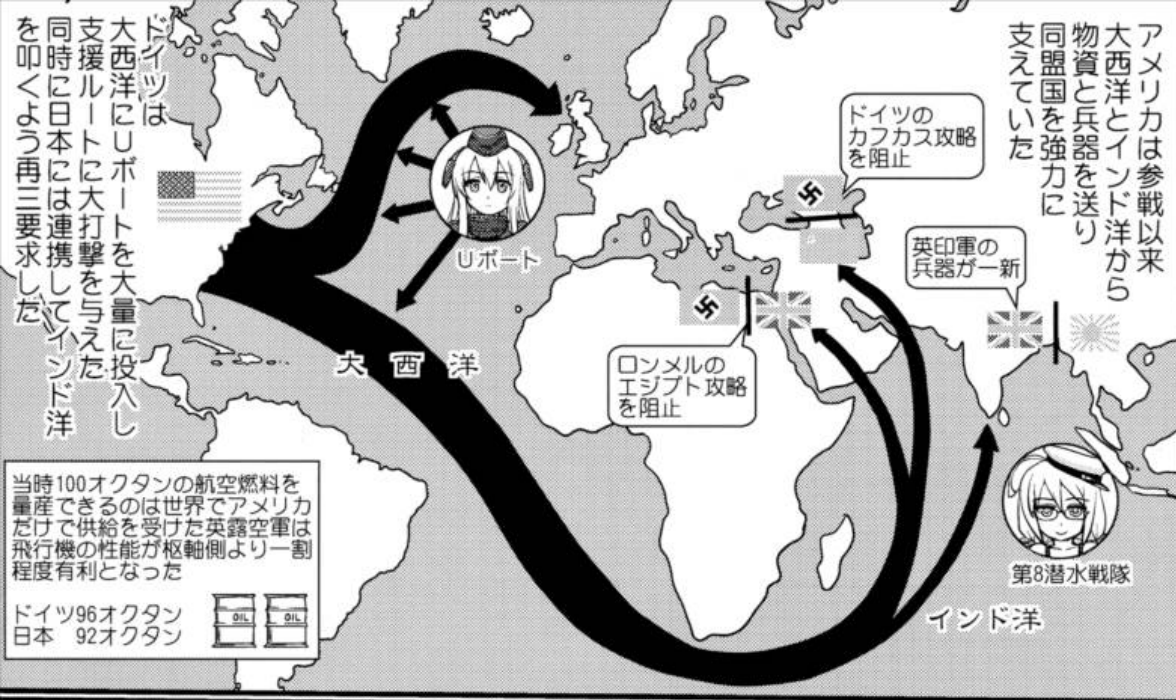 アメリカは参戦以来
大西洋とインド洋から
物資と兵器を送り
同盟国を強力に
支えていた
ドイツの
カフカス攻略
を阻止
英印軍の
兵器が一新
ロンメルの
エジプト攻略
を阻止
Uボート
大西洋
インド洋
第8潜水戦隊
ドイツは
大西洋にUボートを大量に投入し
支援ルートに大打撃を与えた
同時に日本には連携してインド洋
を叩くよう再三要求した
当時100オクタンの航空燃料を
量産できるのは世界でアメリカ
だけで供給を受けた英露空軍は
飛行機の性能が枢軸側より一割
程度有利となった
ドイツ96オクタン
日本 92オクタン
OIL
OIL